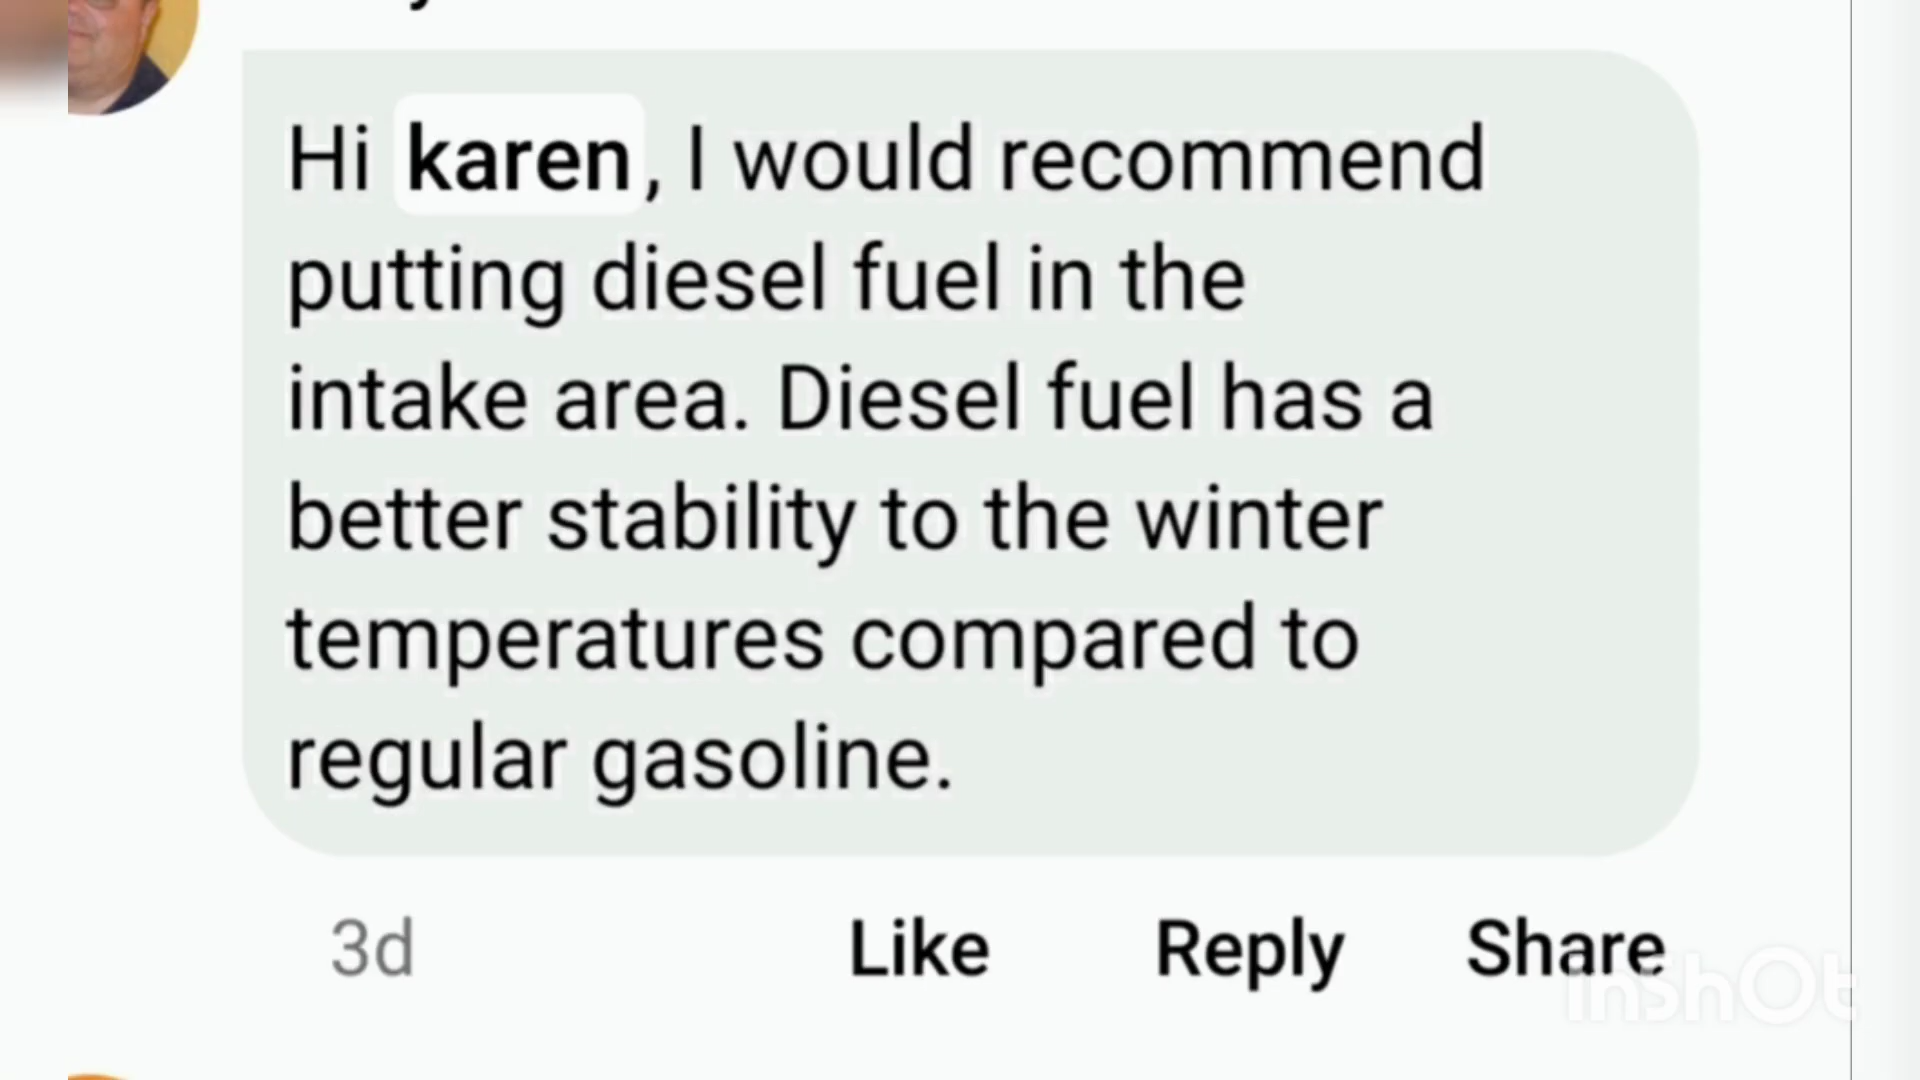 Hi karen, I would recommend
putting diesel fuel in the
intake area. Diesel fuel has a
better stability to the winter
temperatures compared to
regular gasoline.
3d Like Reply Share
InShOt